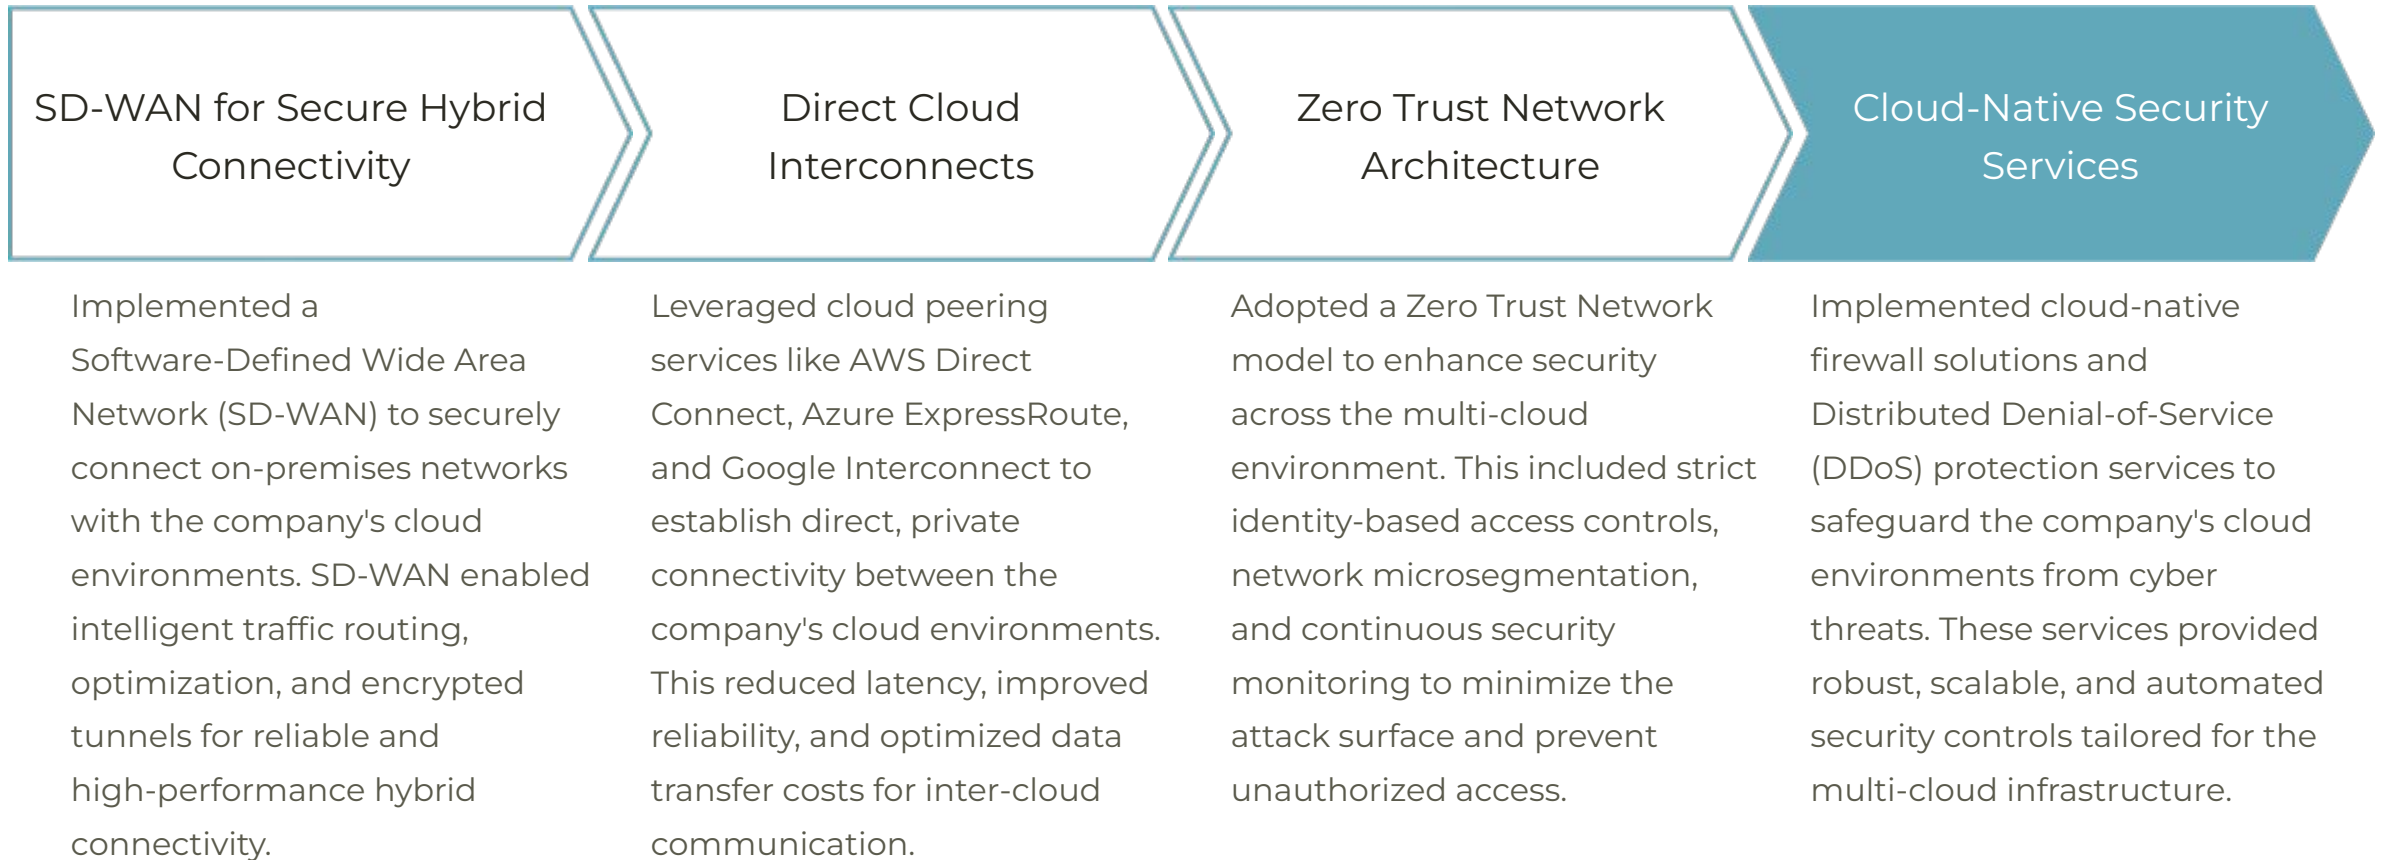 SD-WAN for Secure Hybrid
Connectivity
Direct Cloud
Interconnects
Zero Trust Network
Architecture
Cloud-Native Security
Services
Implemented a
Software-Defined Wide Area
Network (SD-WAN) to securely
connect on-premises networks
with the company's cloud
environments. SD-WAN enabled
intelligent traffic routing,
optimization, and encrypted
tunnels for reliable and
high-performance hybrid
connectivity.
Leveraged cloud peering
services like AWS Direct
Connect, Azure ExpressRoute,
and Google Interconnect to
establish direct, private
connectivity between the
company's cloud environments.
This reduced latency, improved
reliability, and optimized data
transfer costs for inter-cloud
communication.
Adopted a Zero Trust Network
model to enhance security
across the multi-cloud
environment. This included strict
identity-based access controls,
network microsegmentation,
and continuous security
monitoring to minimize the
attack surface and prevent
unauthorized access.
Implemented cloud-native
firewall solutions and
Distributed Denial-of-Service
(DDoS) protection services to
safeguard the company's cloud
environments from cyber
threats. These services provided
robust, scalable, and automated
security controls tailored for the
multi-cloud infrastructure.